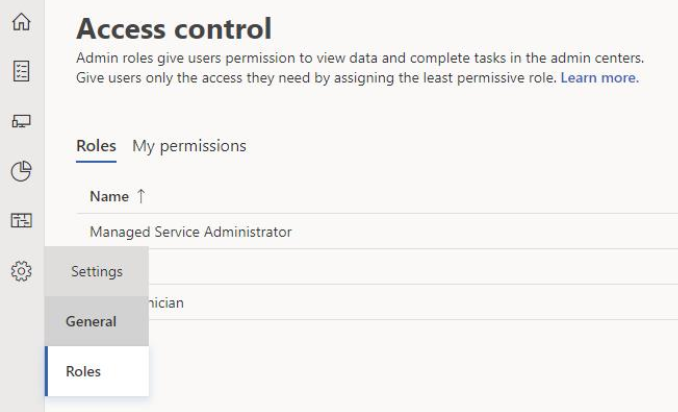 Access control
Admin roles give users permission to view data and complete tasks in the admin centers.
Give users only the access they need by assigning the least permissive role. Learn more.
Roles My permissions
Name ↑
Managed Service Administrator
Settings
nician
General
Roles